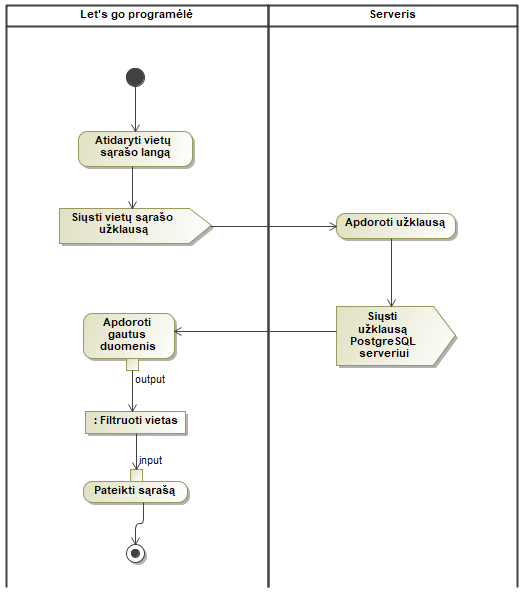 Let's go programėlė
Serveris
Atidaryti vietų
sąrašo langą
Siųsti vietų sąrašo
užklausą
Apdoroti užklausą
Siųsti
užklausą
PostgreSQL
serveriui
Apdoroti
gautus
duomenis
output
: Filtruoti vietas
input
Pateikti sąrašą